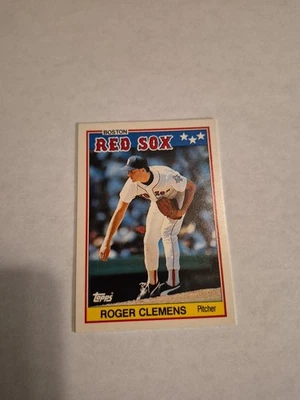 BOSTON
RED SOX
Topps
ROGER CLEMENS Pitcher